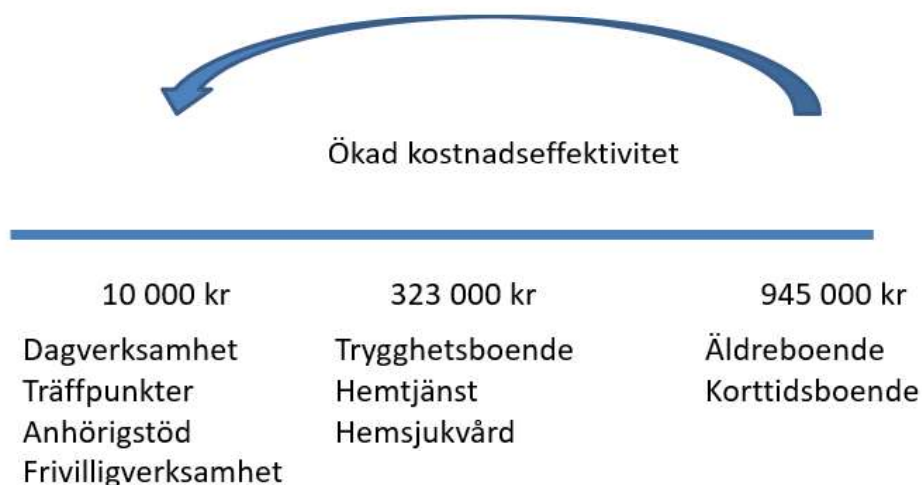 Ökad kostnadseffektivitet
10 000 kr
Dagverksamhet
Träffpunkter
Anhörigstöd
Frivilligverksamhet
323 000 kr
Trygghetsboende
Hemtjänst
Hemsjukvård
945 000 kr
Äldreboende
Korttidsboende